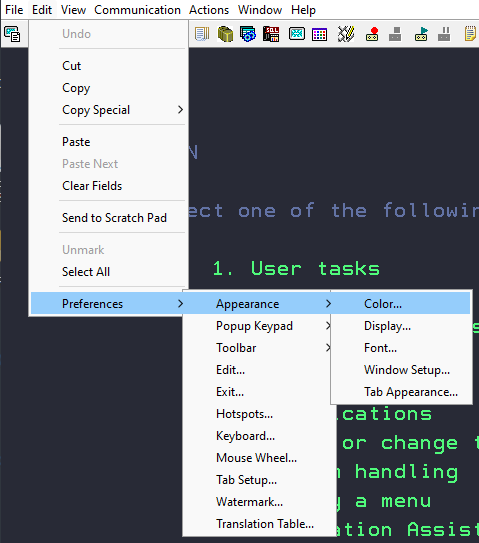 File Edit View Communication Actions Window Help
Undo
Cut
Copy
Copy Special
Paste
Paste Next
Clear Fields
Send to Scratch Pad
Unmark
Select All
Preferences
Appearance
Popup Keypad
Toolbar
Edit...
Exit...
Hotspots...
Keyboard...
Mouse Wheel...
Tab Setup...
Watermark...
Translation Table...
Color...
Display...
Font...
Window Setup...
Tab Appearance...
N
ect one of the followin
1. User tasks
s
ications
or change t
handling
a menu
ation Assist